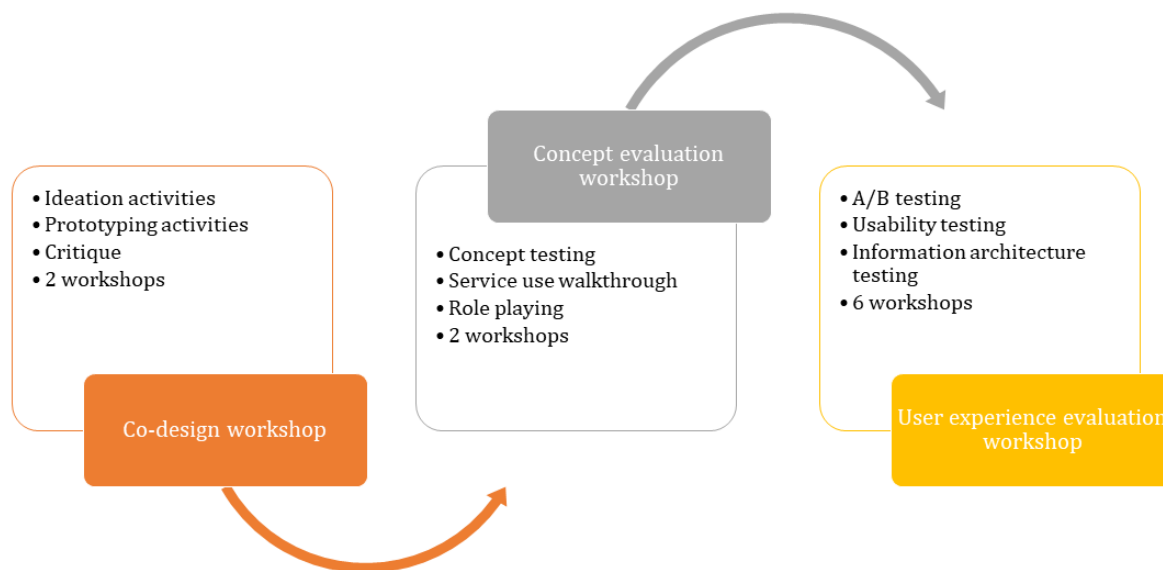 • Ideation activities
• Prototyping activities
• Critique
• 2 workshops
Co-design workshop
Concept evaluation
workshop
• Concept testing
• Service use walkthrough
• Role playing
• 2 workshops
• A/B testing
• Usability testing
• Information architecture
testing
• 6 workshops
User experience evaluation
workshop